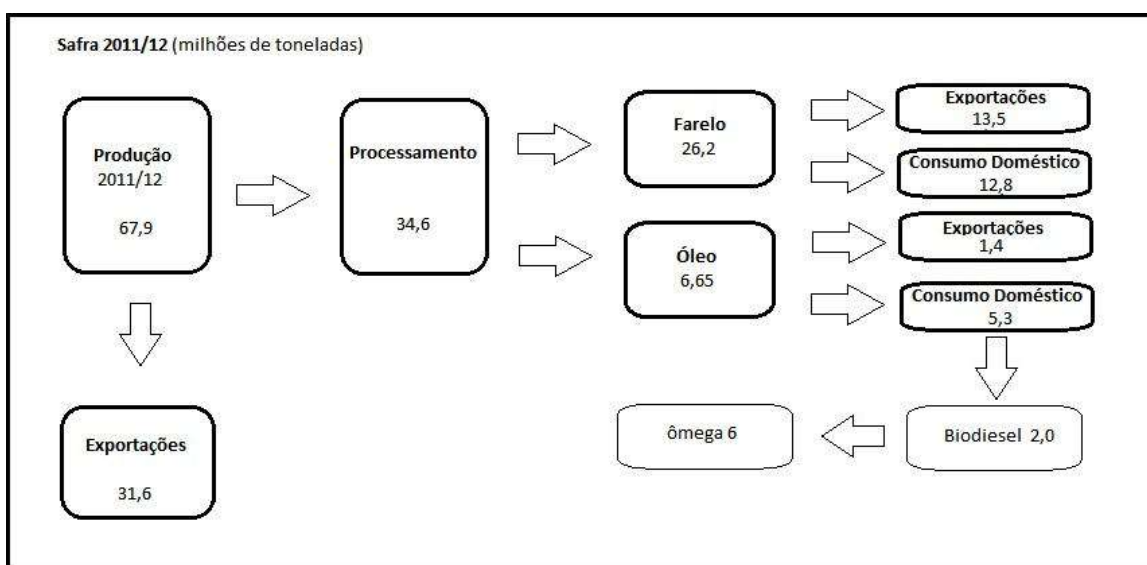 Safra 2011/12 (milhões de toneladas)
Produção
2011/12
67,9
Processamento
34,6
Farelo
26,2
Exportações
13,5
Consumo Doméstico
12,8
Óleo
6,65
Exportações
1,4
Consumo Doméstico
5,3
Biodiesel 2,0
ômega 6
Exportações
31,6